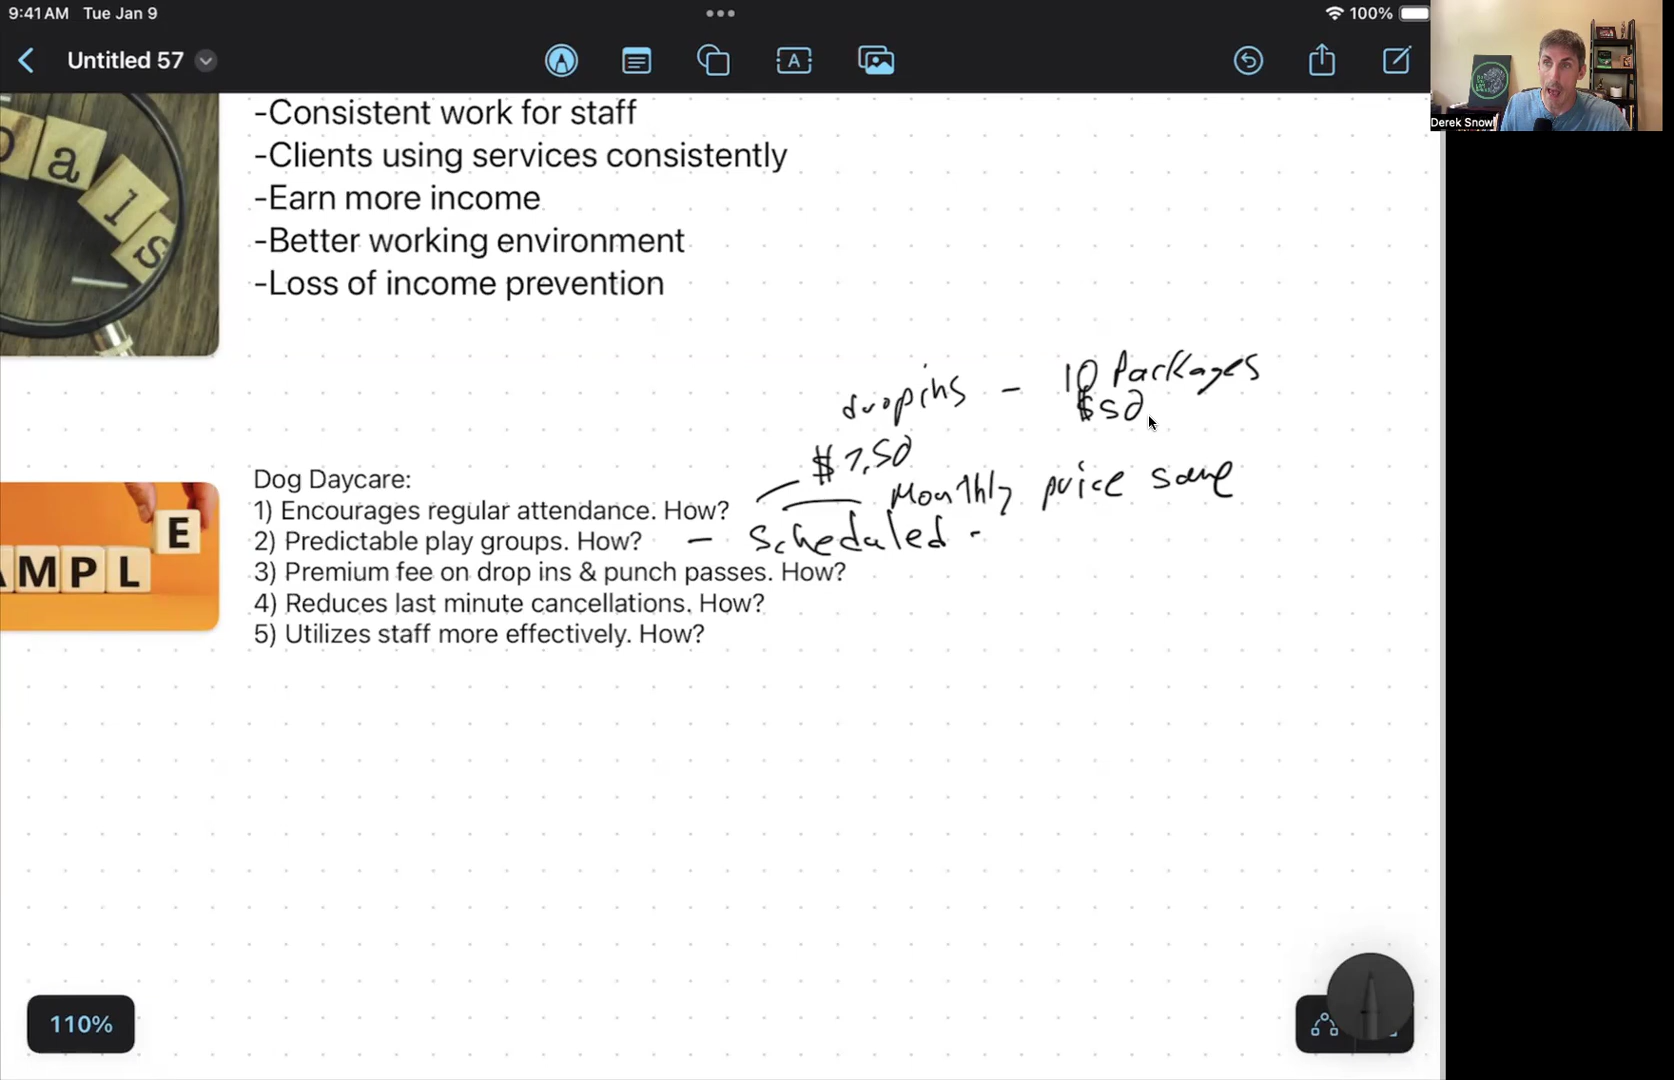 9:41 AM Tue Jan 9
100%
Untitled 57
A
Derek Snow
als
-Consistent work for staff
-Clients using services consistently
-Earn more income
-Better working environment
-Loss of income prevention
dropins - 10 Packages
$50
$7.50
Monthly price same
Scheduled -
E
MPL
Dog Daycare:
1) Encourages regular attendance. How?
2) Predictable play groups. How?
3) Premium fee on drop ins & punch passes. How?
4) Reduces last minute cancellations. How?
5) Utilizes staff more effectively. How?
110%